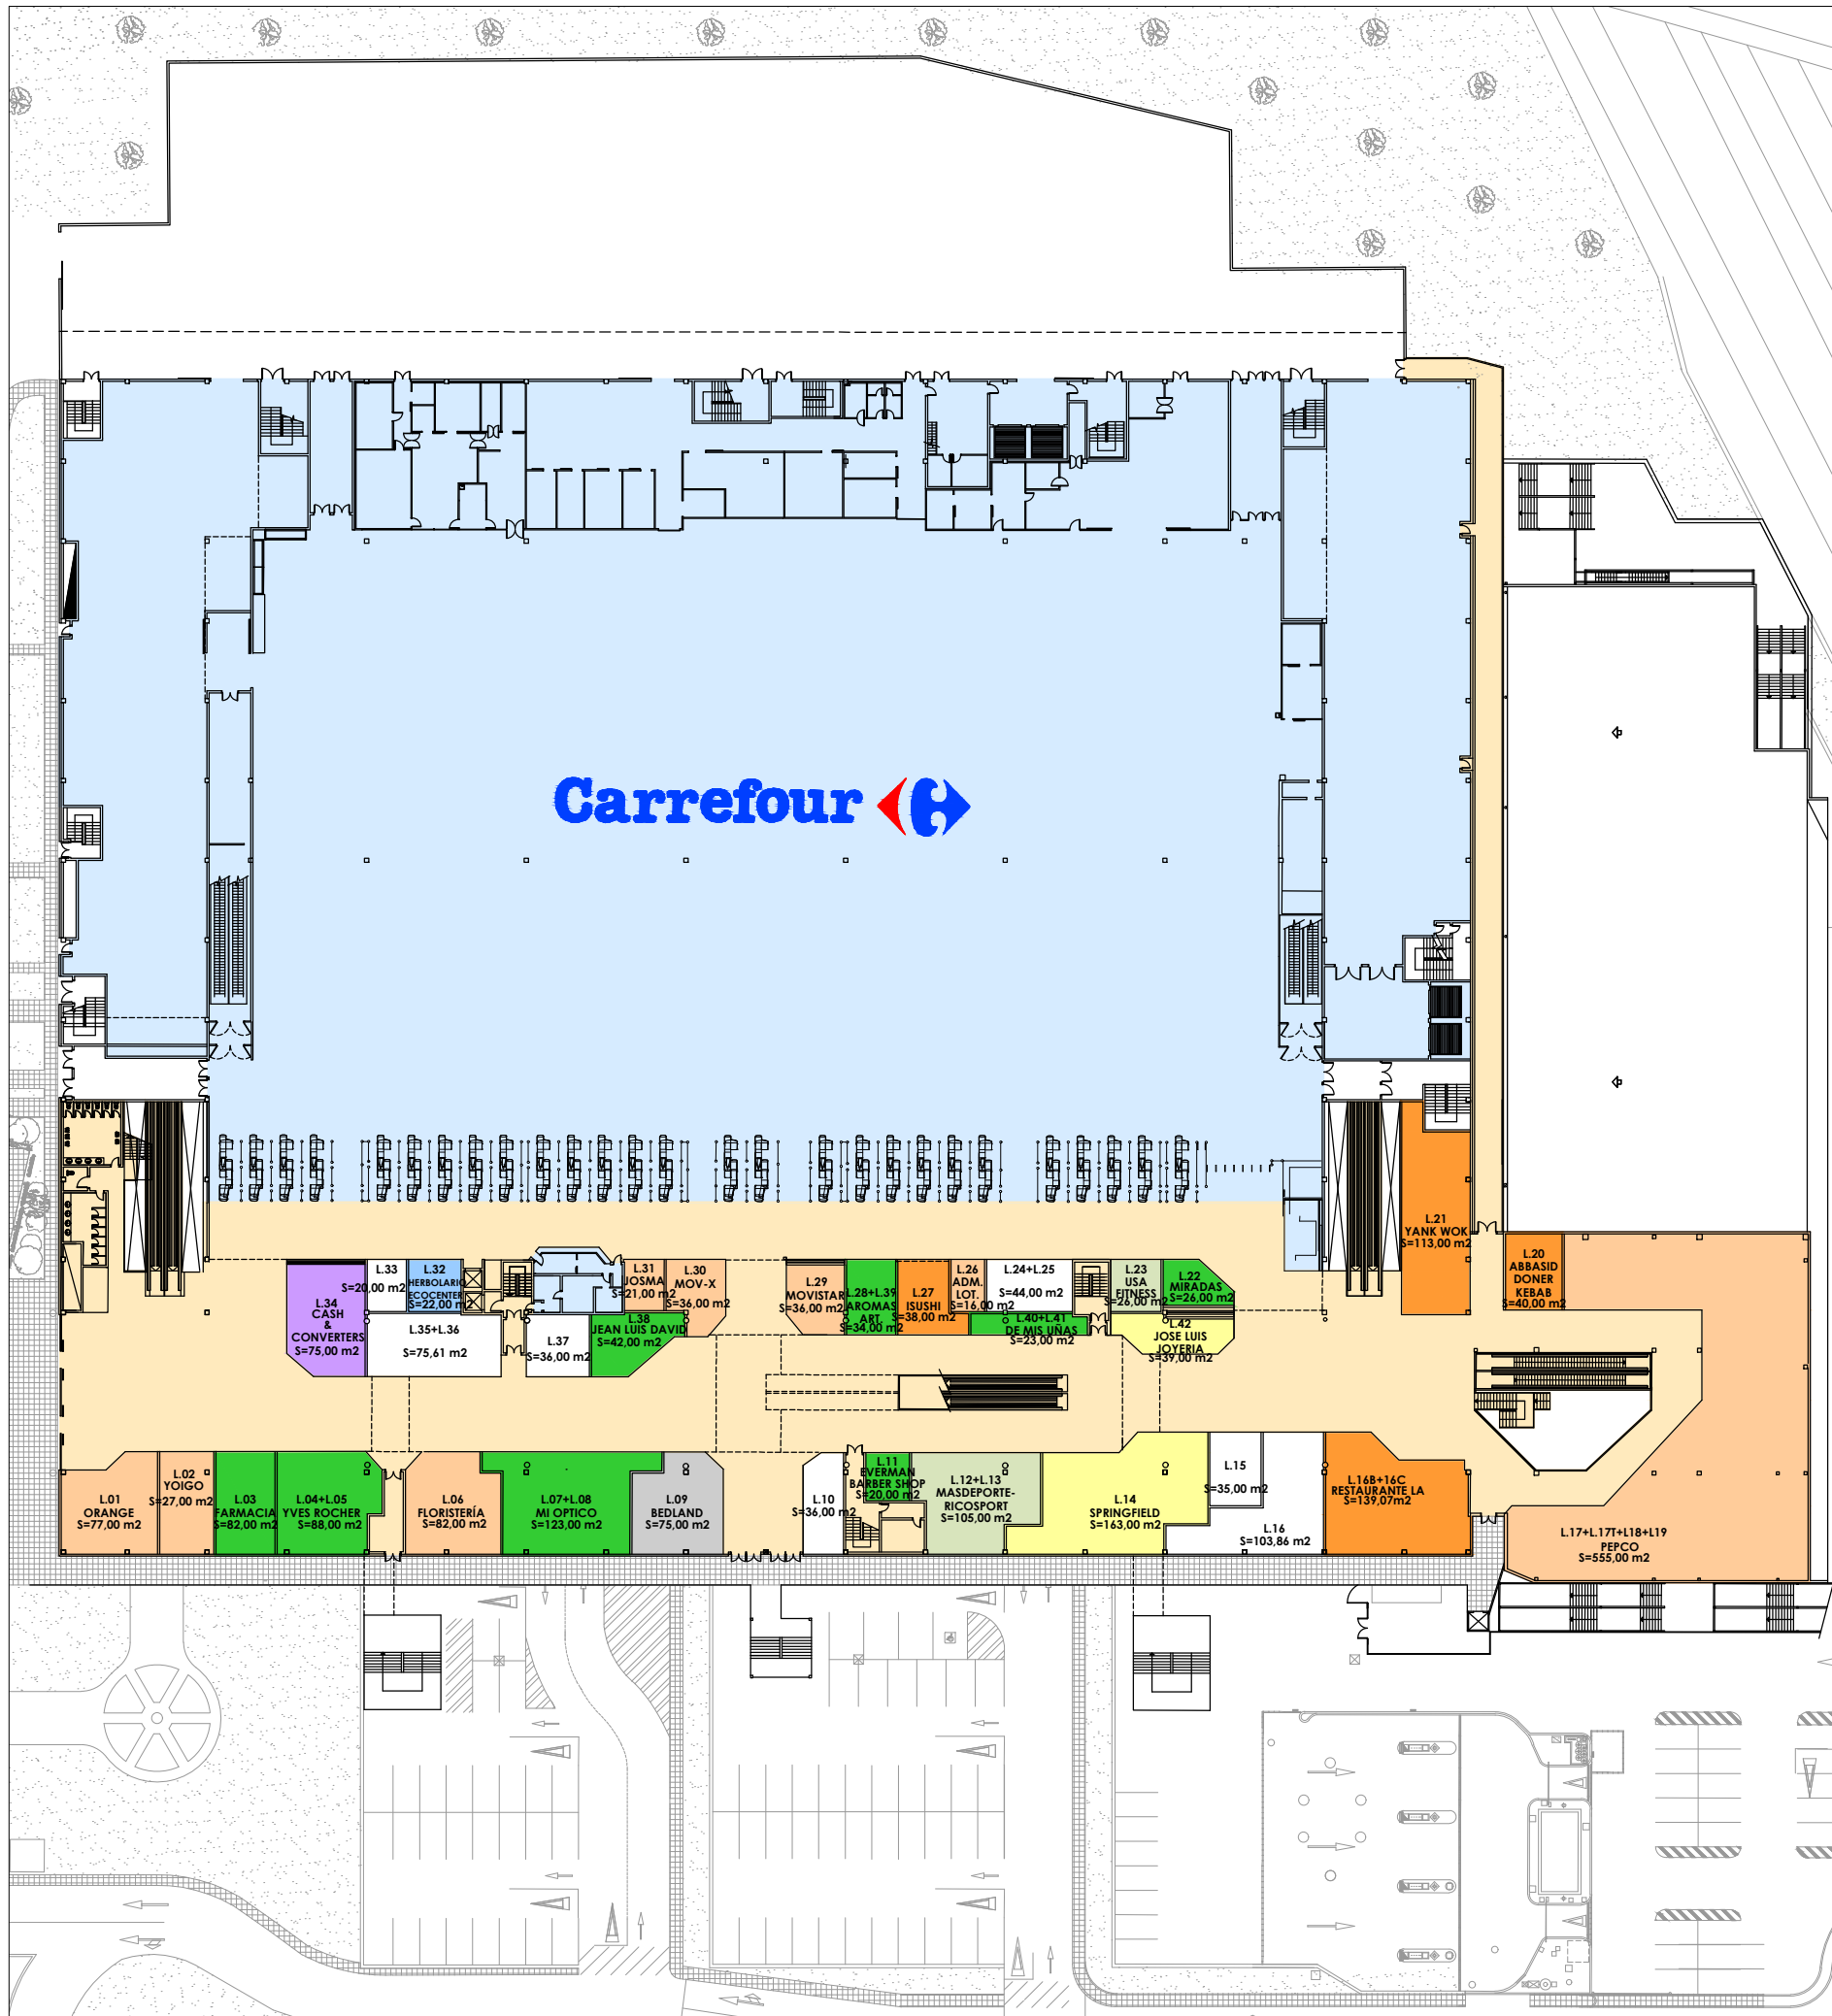 Carrefour
L.21
YANK WOK
S=113,00 m2
L.20
ABBASID
DONER
KEBAB
S=40,00 m2
L.34
CASH
&
CONVERTERS
S=75,00 m2
L.33
S=20,00 m2
L.32
HERBOLARIO
ECOCENTER
S=22,00 m2
L.35+L.36
S=75,61 m2
L.37
S=36,00 m2
L.31
JOSMA
S=21,00 m2
L.30
MOV-X
S=36,00 m2
L.38
JEAN LUIS DAVID
S=42,00 m2
L.29
MOVISTAR
S=36,00 m2
L.28+L.39
AROMAS
ART.
S=34,00 m2
L.27
ISUSHI
S=38,00 m2
L.26
ADM.
LOT.
S=16,00 m2
L.24+L.25
S=44,00 m2
L.40+L.41
DE MIS UÑAS
S=23,00 m2
L.23
USA
FITNESS
S=26,00 m2
L.22
MIRADAS
S=26,00 m2
L.42
JOSE LUIS
JOYERIA
S=39,00 m2
L.01
ORANGE
S=77,00 m2
L.02
YOIGO
S=27,00 m2
L.03
FARMACIA
S=82,00 m2
L.04+L.05
YVES ROCHER
S=88,00 m2
L.06
FLORISTERÍA
S=82,00 m2
L.07+L.08
MI OPTICO
S=123,00 m2
L.09
BEDLAND
S=75,00 m2
L.10
S=36,00 m2
L.11
EVERMAN
BARBER SHOP
S=20,00 m2
L.12+L.13
MASDEPORTE-
RICOSPORT
S=105,00 m2
L.14
SPRINGFIELD
S=163,00 m2
L.15
S=35,00 m2
L.16
S=103,86 m2
L.16B+16C
RESTAURANTE LA
S=139,07m2
L.17+L.17T+L18+L19
PEPCO
S=555,00 m2